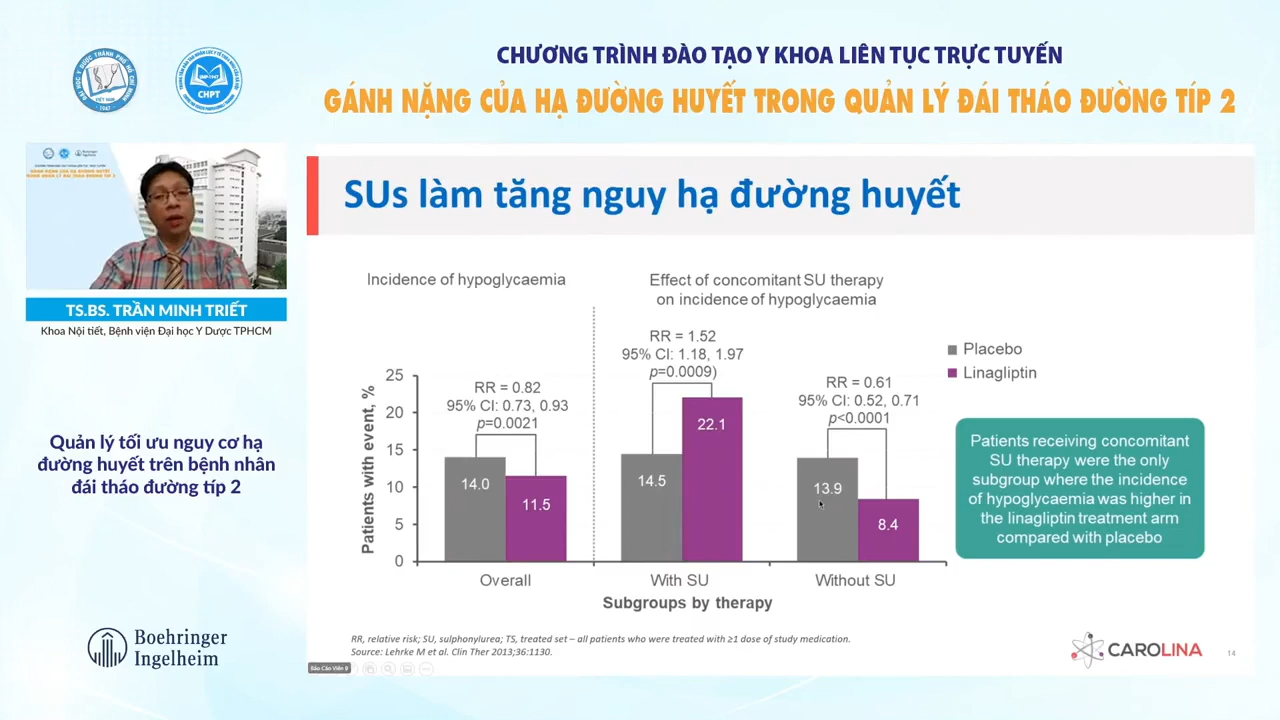 CHƯƠNG TRÌNH ĐÀO TẠO Y KHOA LIÊN TỤC TRỰC TUYẾN
GÁNH NẶNG CỦA HẠ ĐƯỜNG HUYẾT TRONG QUẢN LÝ ĐÁI THÁO ĐƯỜNG TÍP 2
CHPT
TS.BS. TRẦN MINH TRIẾT
Khoa Nội tiết, Bệnh viện Đại học Y Dược TPHCM
Quản lý tối ưu nguy cơ hạ
đường huyết trên bệnh nhân
đái tháo đường típ 2
Boehringer
Ingelheim
SUs làm tăng nguy hạ đường huyết
Incidence of hypoglycaemia
Effect of concomitant SU therapy
on incidence of hypoglycaemia
RR = 0.82
95% CI: 0.73, 0.93
p=0.0021
RR = 1.52
95% CI: 1.18, 1.97
p=0.0009)
RR = 0.61
95% CI: 0.52, 0.71
p<0.0001
Placebo
Linagliptin
Patients with event, %
25
20
15
10
5
0
14.0
11.5
14.5
22.1
13.9
8.4
Overall
With SU
Without SU
Subgroups by therapy
Patients receiving concomitant
SU therapy were the only
subgroup where the incidence
of hypoglycaemia was higher in
the linagliptin treatment arm
compared with placebo
RR, relative risk; SU, sulphonylurea; TS, treated set – all patients who were treated with ≥1 dose of study medication.
Source: Lehrke M et al. Clin Ther 2013;36:1130.
CAROLINA
14
Báo Cáo Viên 9